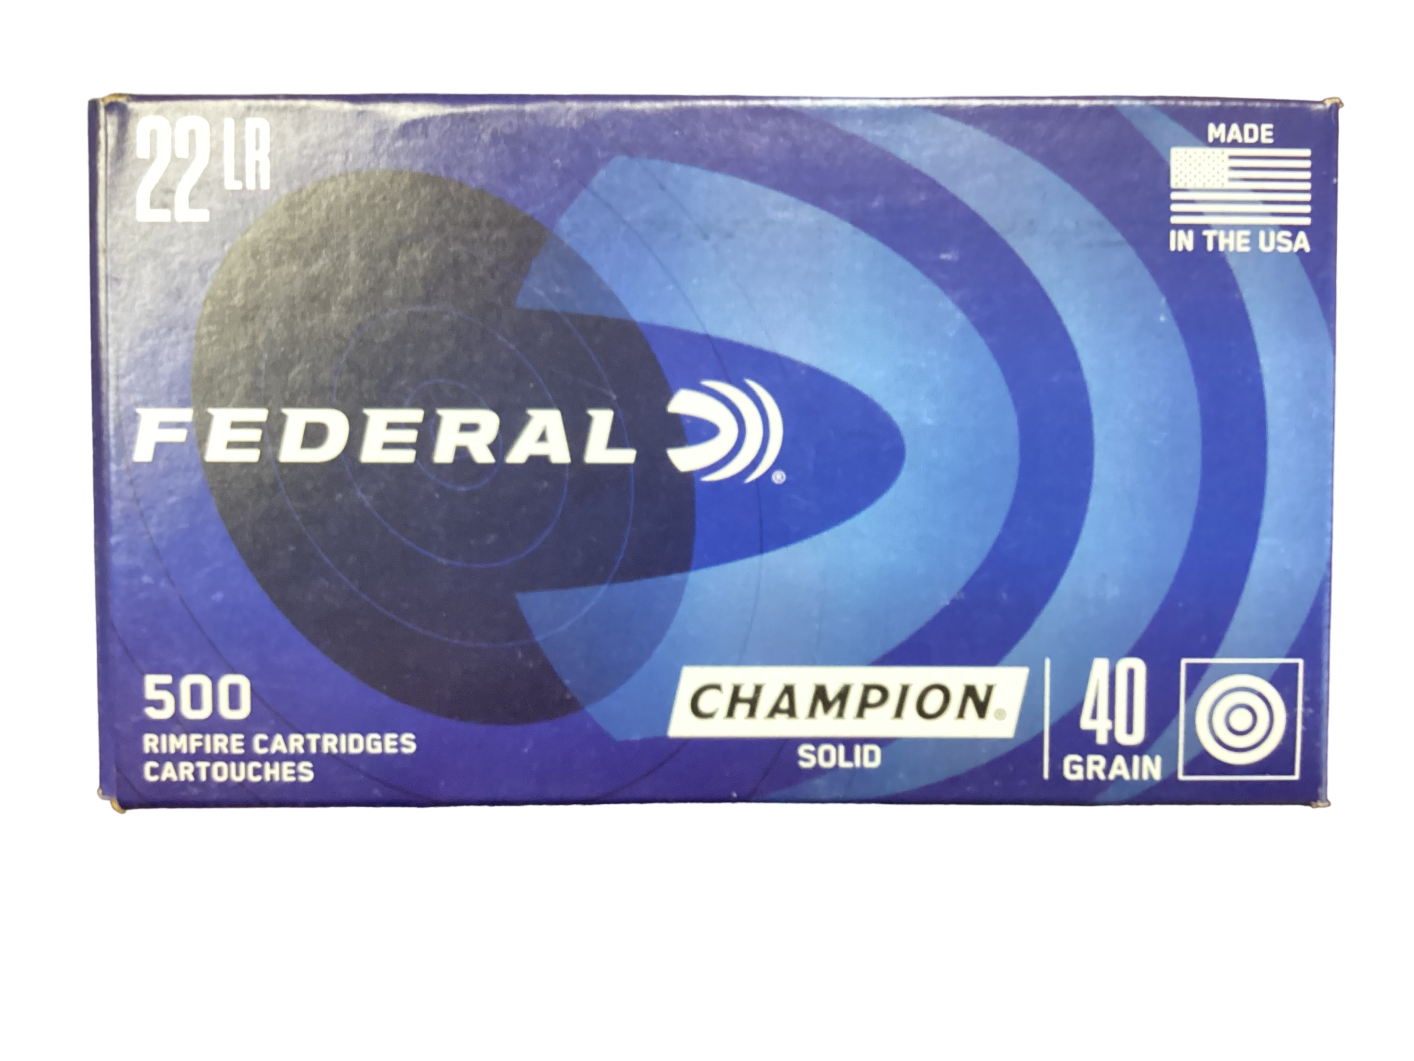 22 LR
MADE
IN THE USA
FEDERAL ®
500
RIMFIRE CARTRIDGES
CARTOUCHES
CHAMPION®
SOLID
40
GRAIN